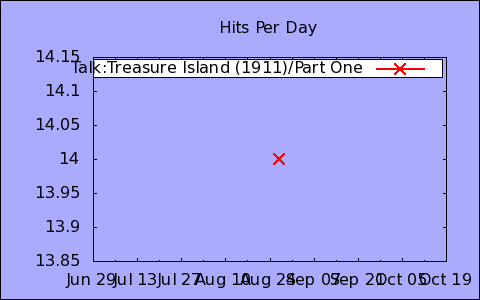 Hits Per Day
14.15
Talk:Treasure Island (1911)/Part One
14.1
14.05
14
13.95
13.9
13.85
Jun 29 Jul 13 Jul 27 Aug 10 Aug 24 Sep 07 Sep 21 Oct 05 Oct 19